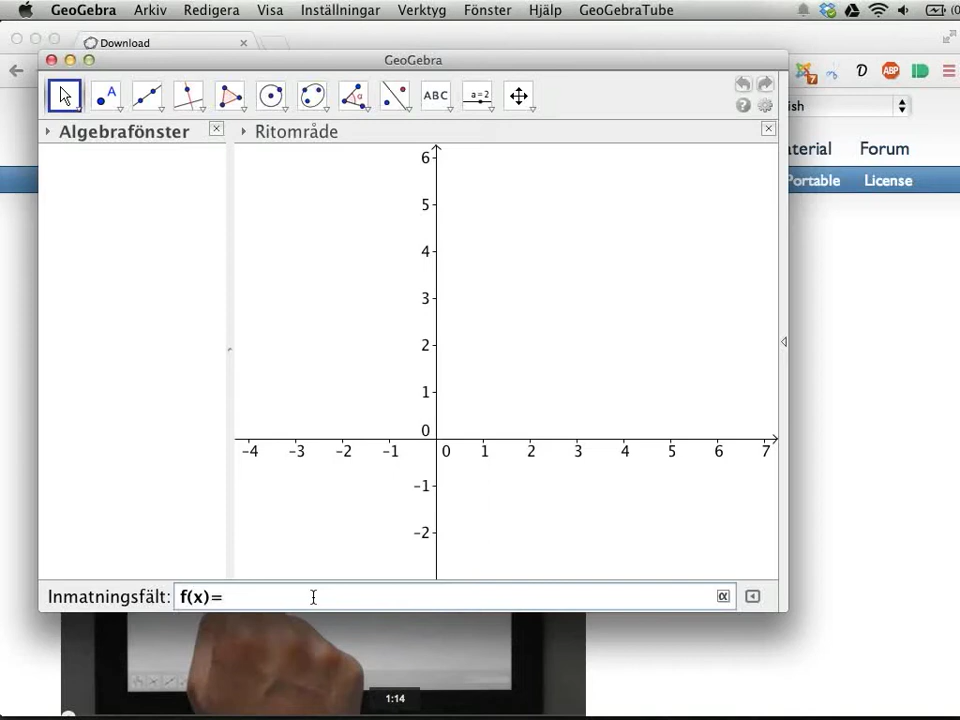 GeoGebra Arkiv Redigera Visa Inställningar Verktyg Fönster Hjälp GeoGebraTube
Download
GeoGebra
7 D ABP
A ABC a=2
ish
Algebrafönster Ritområde
aterial Forum
Portable License
6
5
4
3
2
1
0
-4 -3 -2 -1 0 1 2 3 4 5 6 7
-1
-2
Inmatningsfält: f(x)= α
1:14